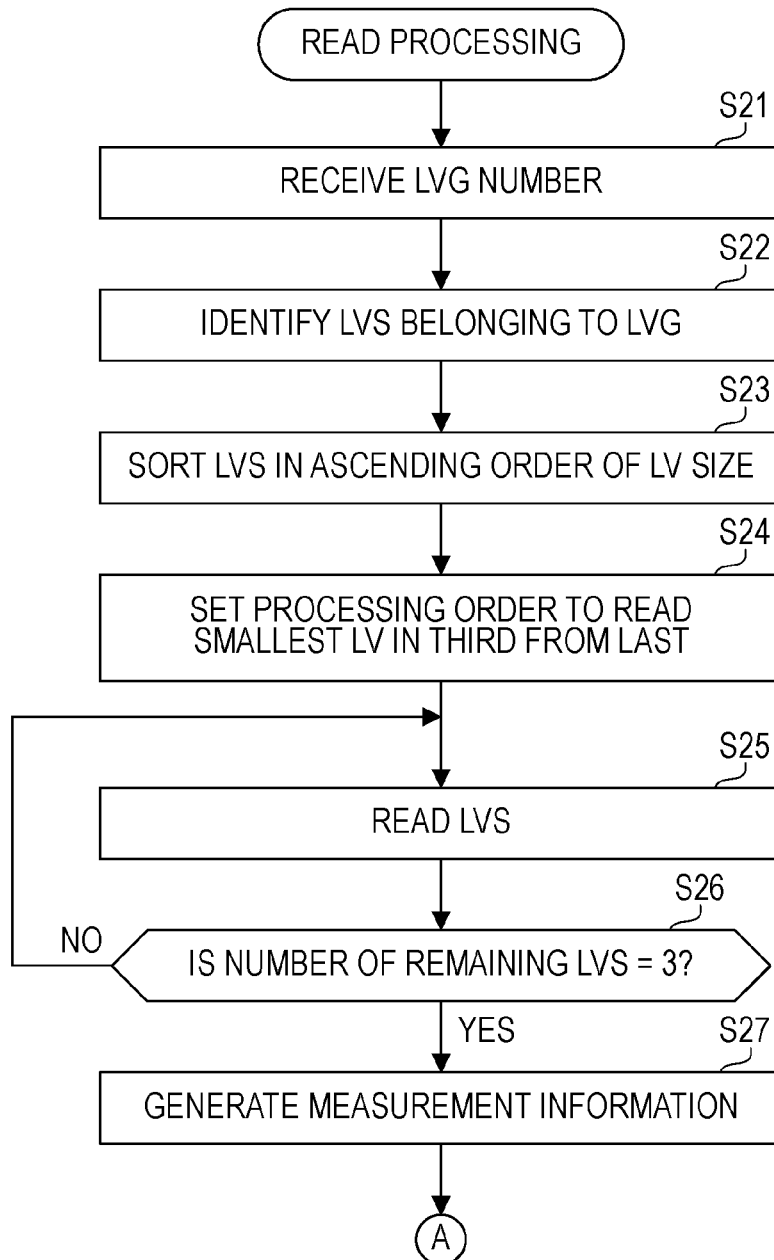 READ PROCESSING
S21
RECEIVE LVG NUMBER
S22
IDENTIFY LVS BELONGING TO LVG
S23
SORT LVS IN ASCENDING ORDER OF LV SIZE
S24
SET PROCESSING ORDER TO READ
SMALLEST LV IN THIRD FROM LAST
S25
READ LVS
S26
NO
IS NUMBER OF REMAINING LVS = 3?
YES
S27
GENERATE MEASUREMENT INFORMATION
A